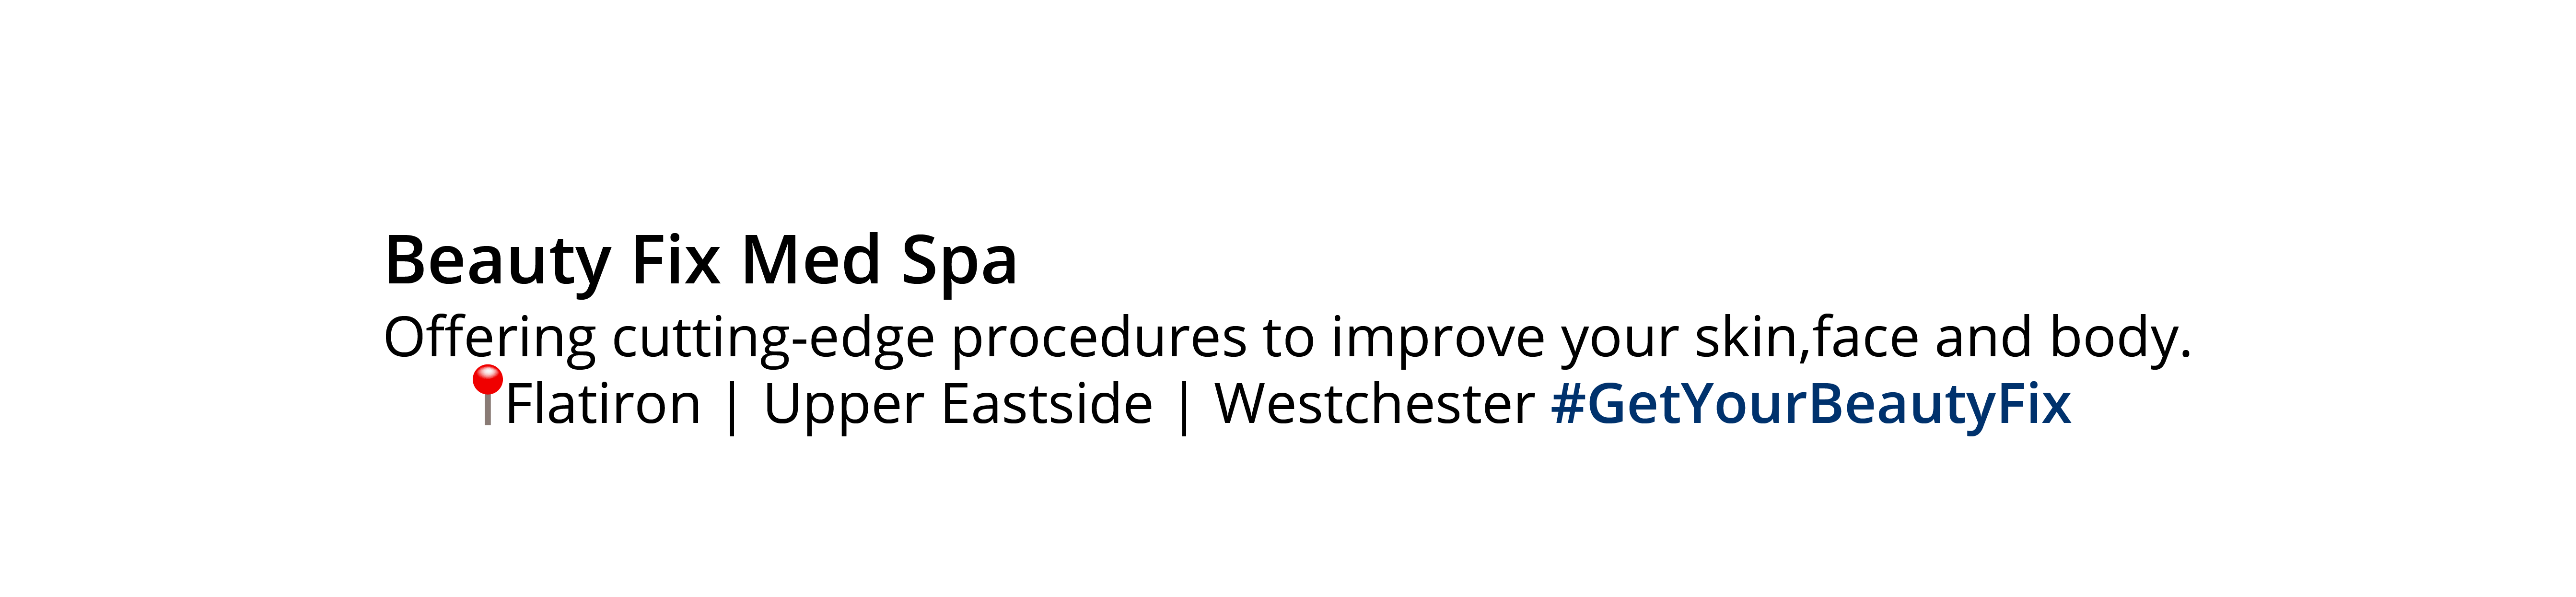 Beauty Fix Med Spa
Offering cutting-edge procedures to improve your skin,face and body.
📍Flatiron | Upper Eastside | Westchester #GetYourBeautyFix